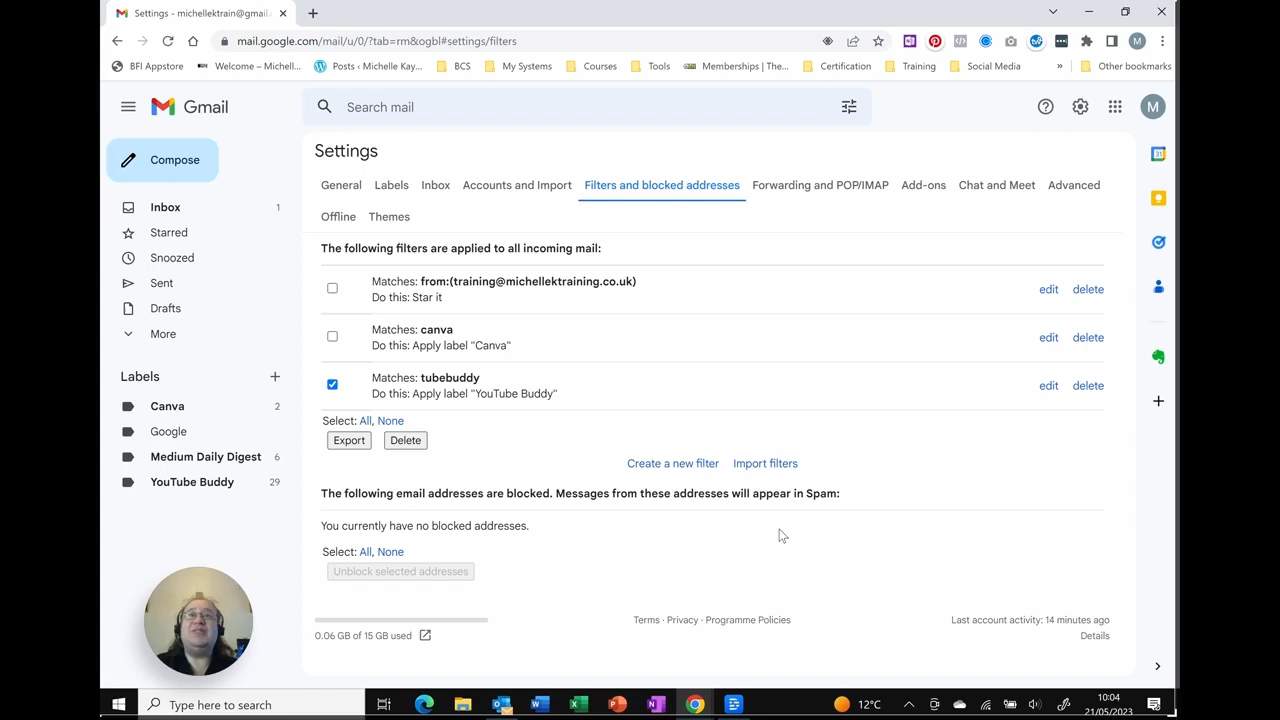 Settings - michellektrain@gmail.
mail.google.com/mail/u/0/?tab=rm&ogbl#settings/filters
M
BFI Appstore
Welcome – Michell...
Posts ‹ Michelle Kay...
BCS
My Systems
Courses
Tools
Memberships | The...
Certification
Training
Social Media
»
Other bookmarks
Gmail
Search mail
M
Compose
Inbox 1
Starred
Snoozed
Sent
Drafts
More
Labels
Canva 2
Google
Medium Daily Digest 6
YouTube Buddy 29
Settings
General Labels Inbox Accounts and Import Filters and blocked addresses Forwarding and POP/IMAP Add-ons Chat and Meet Advanced
Offline Themes
The following filters are applied to all incoming mail:
Matches: from:(training@michellektraining.co.uk)
Do this: Star it
edit delete
Matches: canva
Do this: Apply label "Canva"
edit delete
Matches: tubebuddy
Do this: Apply label "YouTube Buddy"
edit delete
Select: All, None
Export Delete
Create a new filter Import filters
The following email addresses are blocked. Messages from these addresses will appear in Spam:
You currently have no blocked addresses.
Select: All, None
Unblock selected addresses
0.06 GB of 15 GB used
Terms · Privacy · Programme Policies
Last account activity: 14 minutes ago
Details
Type here to search
12°C
10:04
21/05/2023